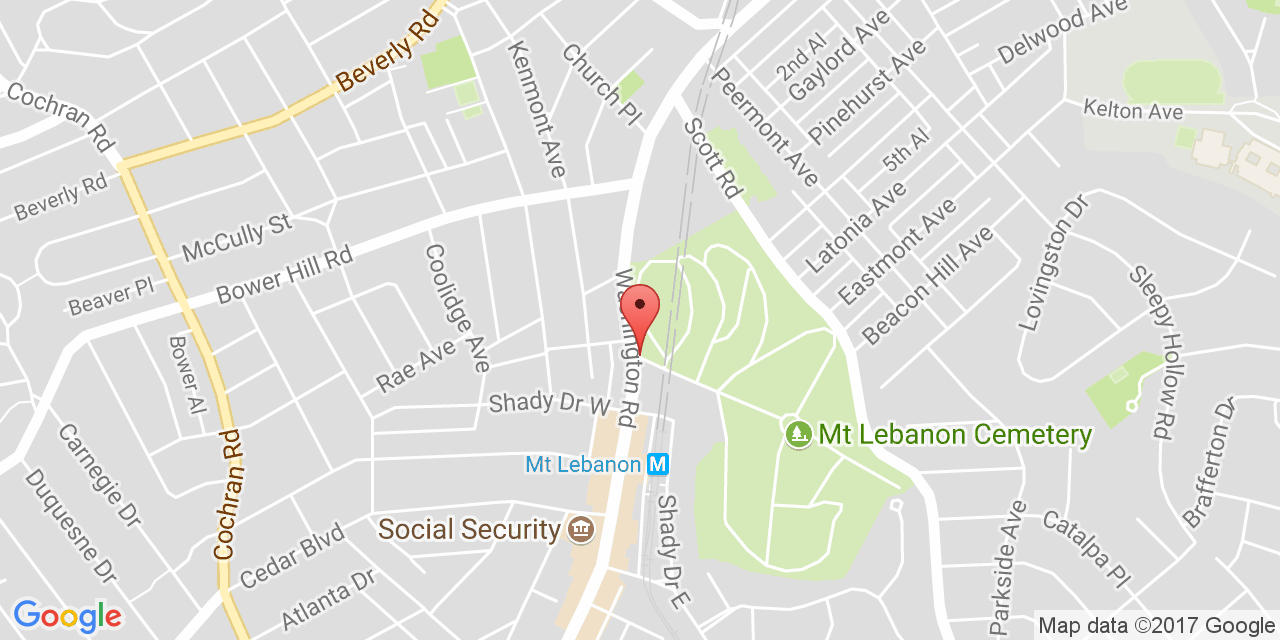 Beverly Rd
Delwood Ave
2nd Al
Gaylord Ave
Kenmont Ave
Church Pl
Pinehurst Ave
Peermont Ave
Cochran Rd
Kelton Ave
Scott Rd
5th Al
Beverly Rd
McCully St
Latonia Ave
Eastmont Ave
Beacon Hill Ave
Lovingston Dr
Bower Hill Rd
Beaver Pl
Coolidge Ave
Washington Rd
Sleepy Hollow Rd
Rae Ave
Bower Al
Shady Dr W
Mt Lebanon Cemetery
Brafferton Dr
Carnegie Dr
Cochran Rd
Mt Lebanon M
Duquesne Dr
Social Security
Shady Dr E
Parkside Ave
Catalpa Pl
Cedar Blvd
Atlanta Dr
Google
Map data ©2017 Google